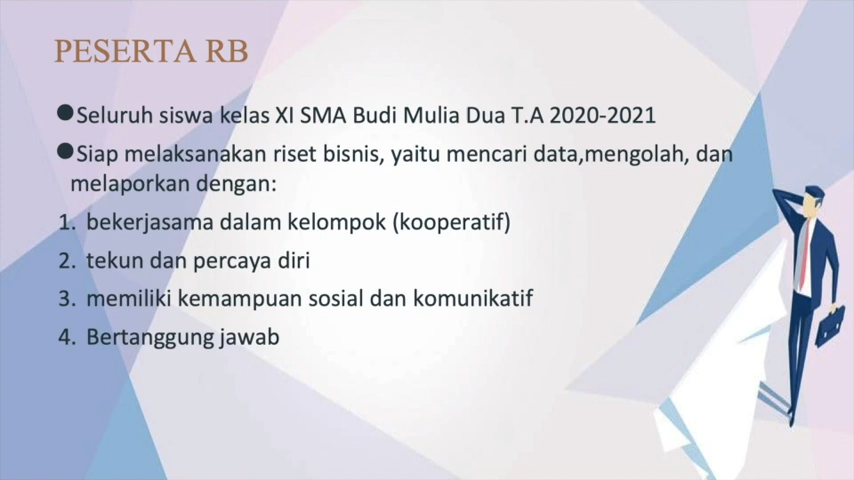 PESERTA RB
●Seluruh siswa kelas XI SMA Budi Mulia Dua T.A 2020-2021
●Siap melaksanakan riset bisnis, yaitu mencari data,mengolah, dan
melaporkan dengan:
1. bekerjasama dalam kelompok (kooperatif)
2. tekun dan percaya diri
3. memiliki kemampuan sosial dan komunikatif
4. Bertanggung jawab